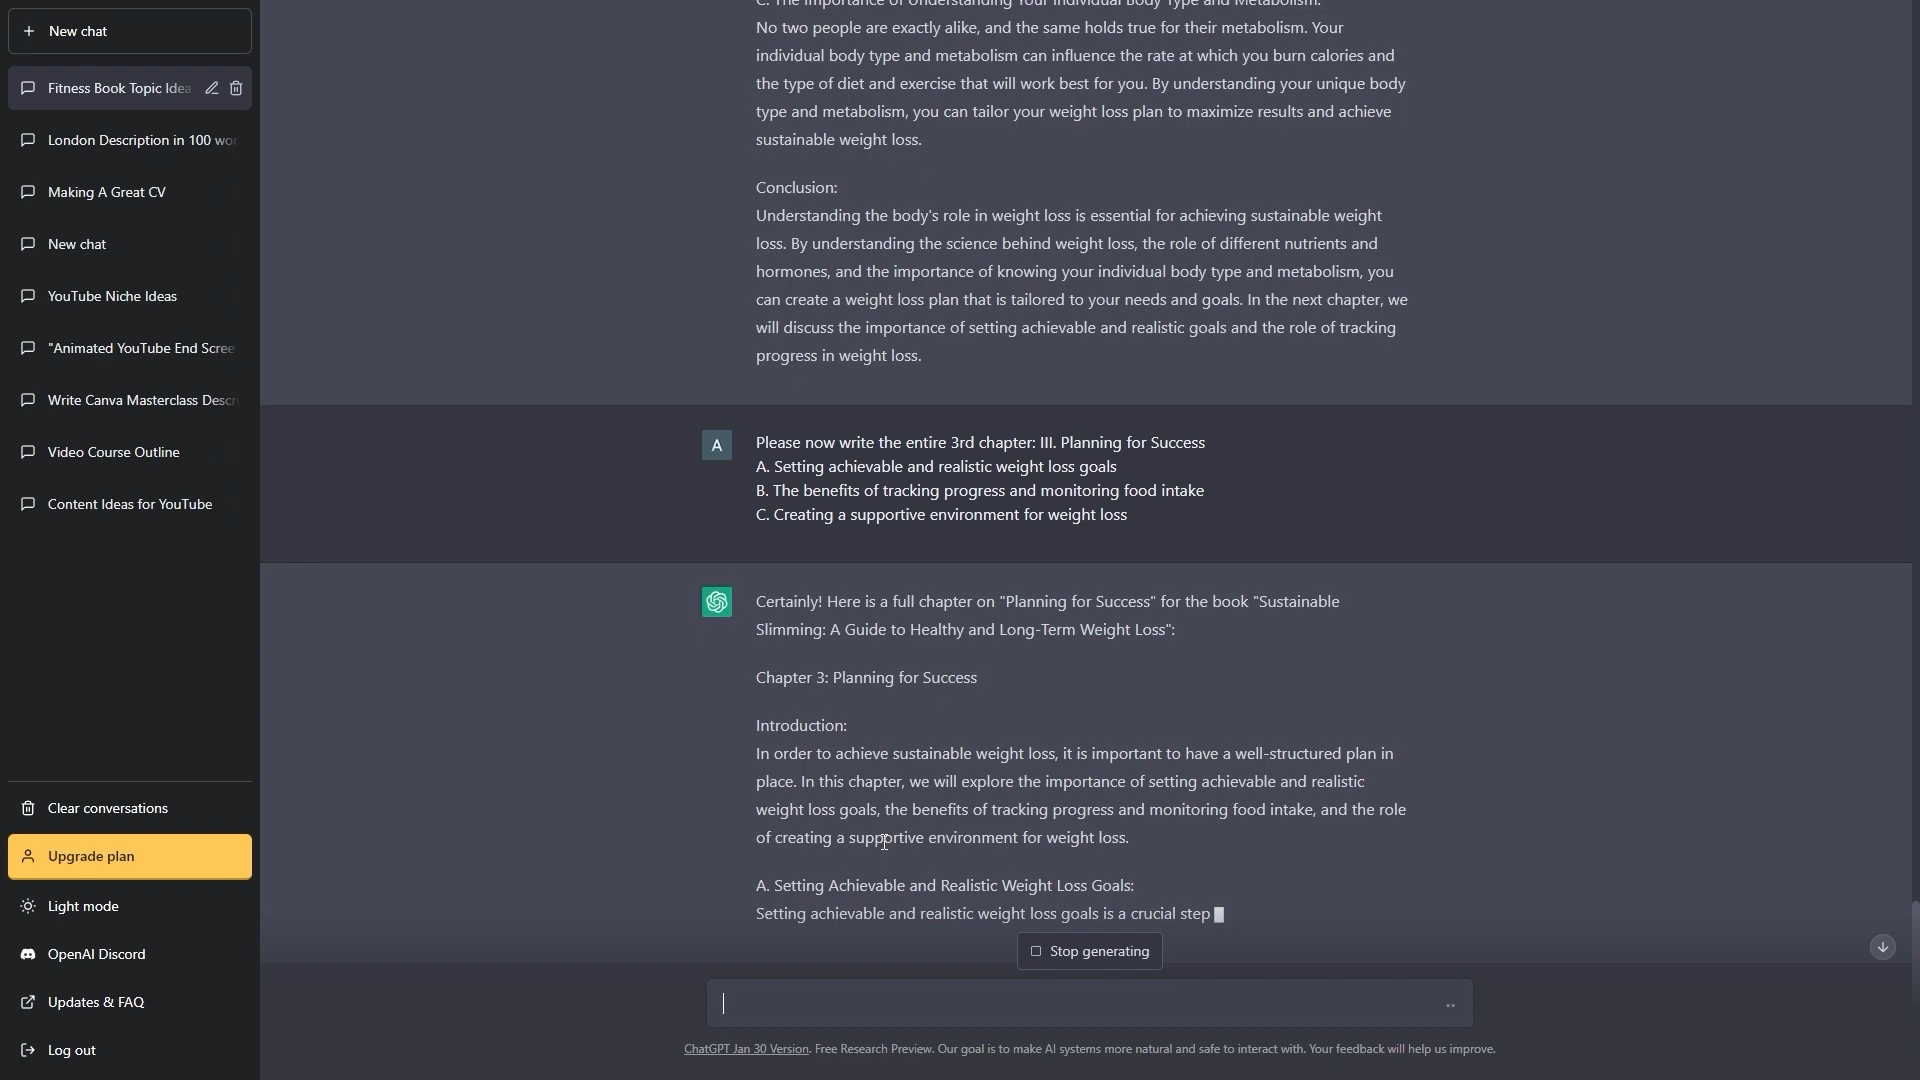 New chat
Fitness Book Topic Idea
London Description in 100 wor
Making A Great CV
New chat
YouTube Niche Ideas
"Animated YouTube End Scree
Write Canva Masterclass Descri
Video Course Outline
Content Ideas for YouTube
Clear conversations
Upgrade plan
Light mode
OpenAI Discord
Updates & FAQ
Log out
C. The Importance of Understanding Your Individual Body Type and Metabolism:
No two people are exactly alike, and the same holds true for their metabolism. Your
individual body type and metabolism can influence the rate at which you burn calories and
the type of diet and exercise that will work best for you. By understanding your unique body
type and metabolism, you can tailor your weight loss plan to maximize results and achieve
sustainable weight loss.
Conclusion:
Understanding the body's role in weight loss is essential for achieving sustainable weight
loss. By understanding the science behind weight loss, the role of different nutrients and
hormones, and the importance of knowing your individual body type and metabolism, you
can create a weight loss plan that is tailored to your needs and goals. In the next chapter, we
will discuss the importance of setting achievable and realistic goals and the role of tracking
progress in weight loss.
A
Please now write the entire 3rd chapter: III. Planning for Success
A. Setting achievable and realistic weight loss goals
B. The benefits of tracking progress and monitoring food intake
C. Creating a supportive environment for weight loss
Certainly! Here is a full chapter on "Planning for Success" for the book "Sustainable
Slimming: A Guide to Healthy and Long-Term Weight Loss":
Chapter 3: Planning for Success
Introduction:
In order to achieve sustainable weight loss, it is important to have a well-structured plan in
place. In this chapter, we will explore the importance of setting achievable and realistic
weight loss goals, the benefits of tracking progress and monitoring food intake, and the role
of creating a supportive environment for weight loss.
A. Setting Achievable and Realistic Weight Loss Goals:
Setting achievable and realistic weight loss goals is a crucial step
Stop generating
ChatGPT Jan 30 Version. Free Research Preview. Our goal is to make AI systems more natural and safe to interact with. Your feedback will help us improve.